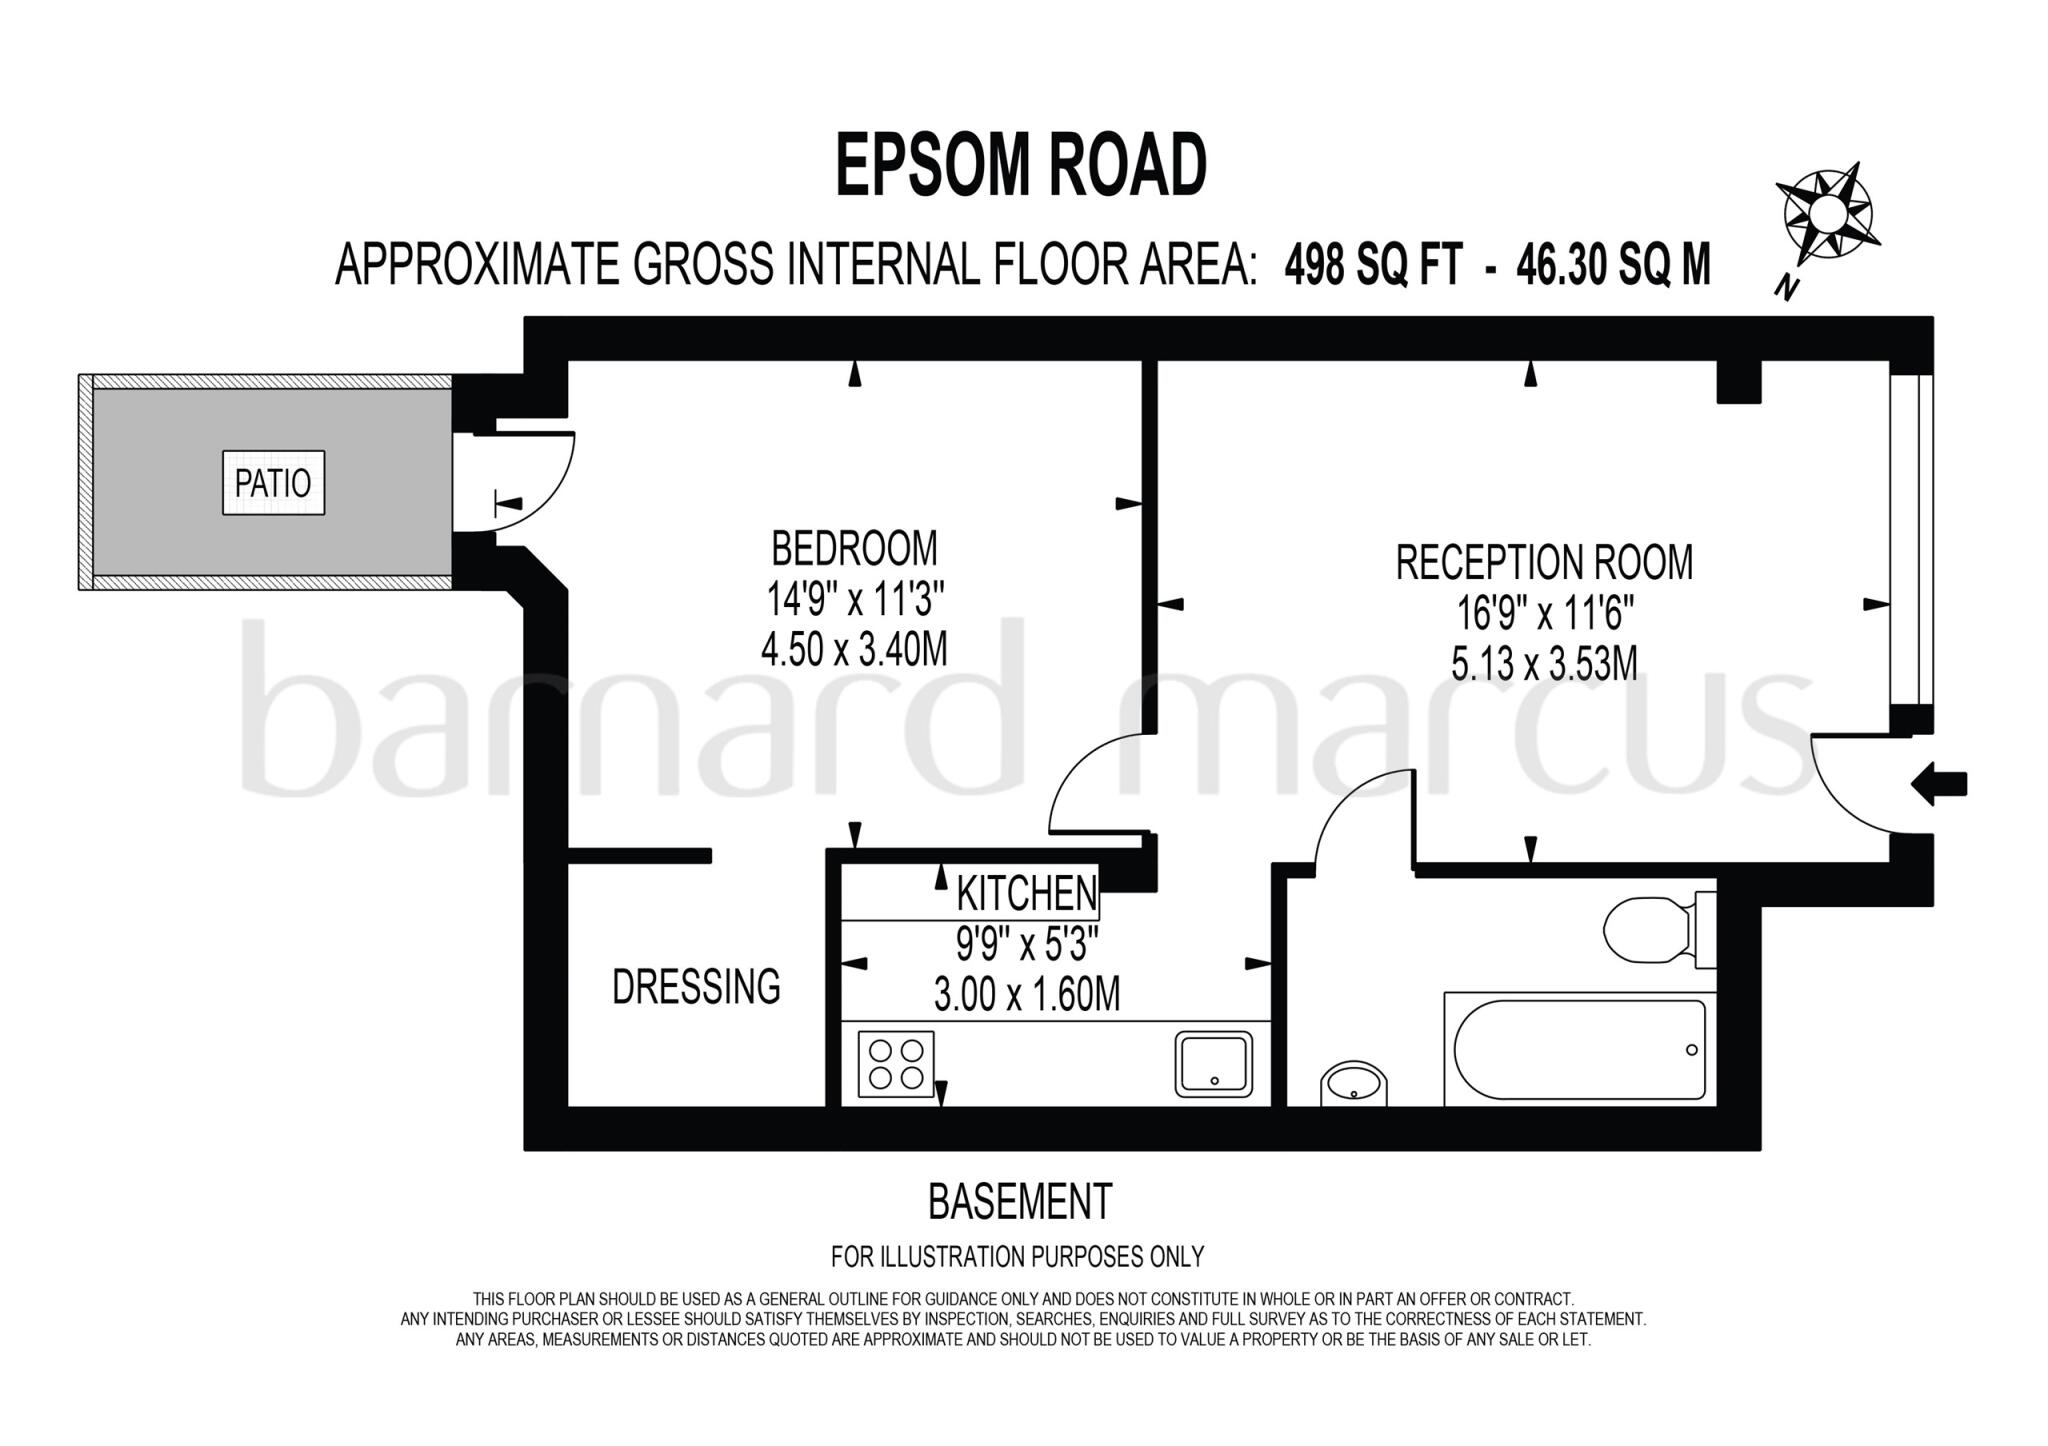 EPSOM ROAD
APPROXIMATE GROSS INTERNAL FLOOR AREA: 498 SQ FT - 46.30 SQ M
N
PATIO
BEDROOM
14'9" x 11'3"
4.50 x 3.40M
RECEPTION ROOM
16'9" x 11'6"
5.13 x 3.53M
barnard marcus
KITCHEN
9'9" x 5'3"
3.00 x 1.60M
DRESSING
BASEMENT
FOR ILLUSTRATION PURPOSES ONLY
THIS FLOOR PLAN SHOULD BE USED AS A GENERAL OUTLINE FOR GUIDANCE ONLY AND DOES NOT CONSTITUTE IN WHOLE OR IN PART AN OFFER OR CONTRACT.
ANY INTENDING PURCHASER OR LESSEE SHOULD SATISFY THEMSELVES BY INSPECTION, SEARCHES, ENQUIRIES AND FULL SURVEY AS TO THE CORRECTNESS OF EACH STATEMENT.
ANY AREAS, MEASUREMENTS OR DISTANCES QUOTED ARE APPROXIMATE AND SHOULD NOT BE USED TO VALUE A PROPERTY OR BE THE BASIS OF ANY SALE OR LET.